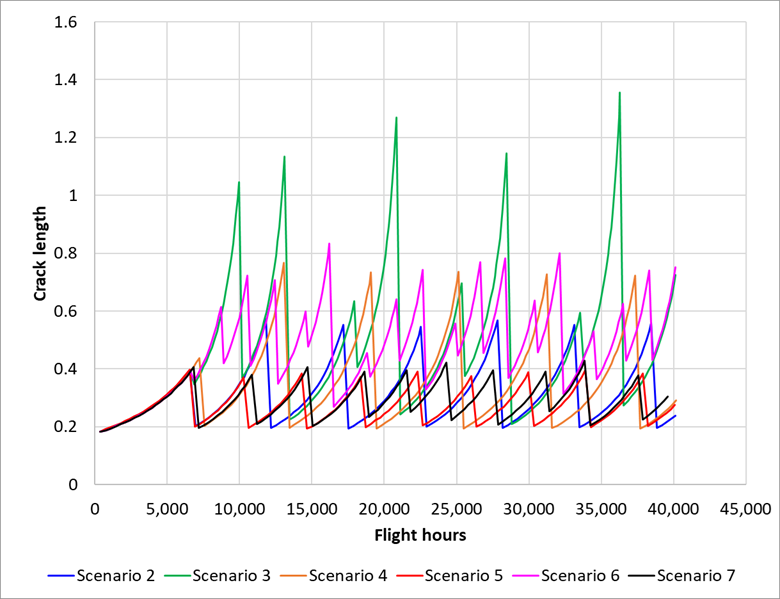 1.6
1.4
1.2
1
0.8
0.6
0.4
0.2
0
Crack length
0 5,000 10,000 15,000 20,000 25,000 30,000 35,000 40,000 45,000
Flight hours
Scenario 2 Scenario 3 Scenario 4 Scenario 5 Scenario 6 Scenario 7